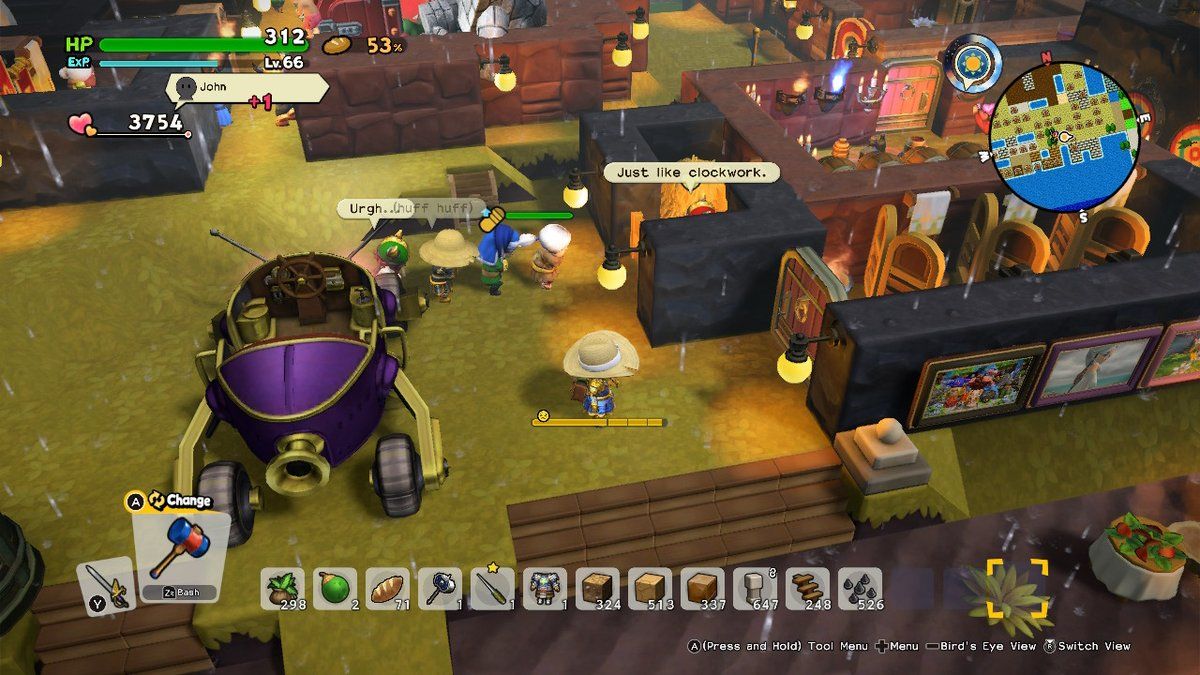 HP 312
53%
EXP. Lv.66
John
+1
3754
N
E
W
S
Just like clockwork.
Urgh..(huff huff)
A Change
Y
ZR Bash
298
2
71
1
1
1
324
513
337
8
647
248
526
A(Press and Hold) Tool Menu +Menu −Bird's Eye View R Switch View